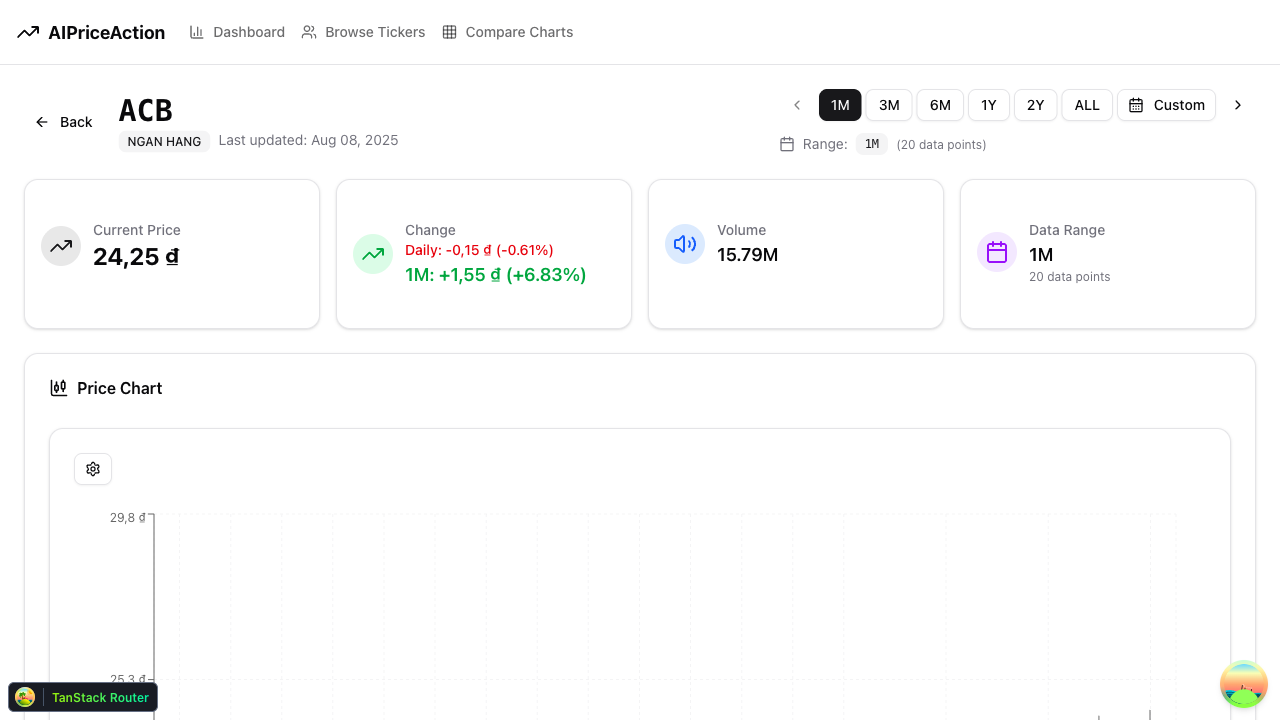 AIPriceAction
Dashboard
Browse Tickers
Compare Charts
Back
ACB
NGAN HANG
Last updated: Aug 08, 2025
1M
3M
6M
1Y
2Y
ALL
Custom
Range:
1M
(20 data points)
Current Price
24,25 ₫
Change
Daily: -0,15 ₫ (-0.61%)
1M: +1,55 ₫ (+6.83%)
Volume
15.79M
Data Range
1M
20 data points
Price Chart
29,8 ₫
25,3 ₫
TanStack Router